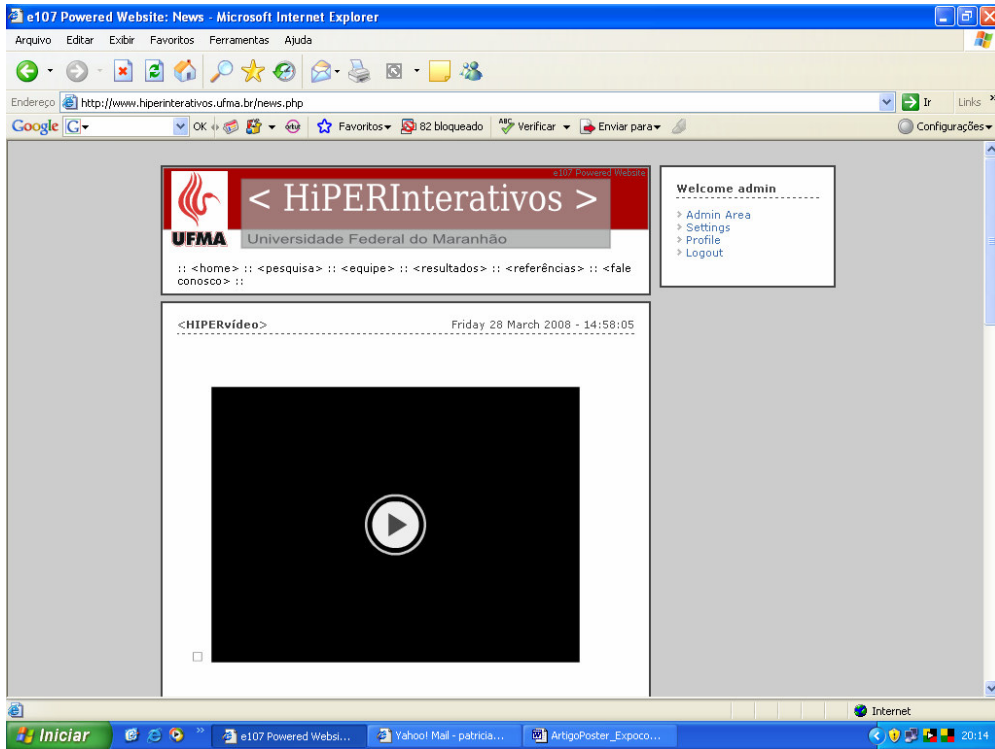 e107 Powered Website: News - Microsoft Internet Explorer
Arquivo Editar Exibir Favoritos Ferramentas Ajuda
Endereço http://www.hiperinterativos.ufma.br/news.php Ir Links »
Google G OK 82 bloqueado ABC Verificar Enviar para Configurações
e107 Powered Website
< HiPERInterativos >
UFMA Universidade Federal do Maranhão
:: <home> :: <pesquisa> :: <equipe> :: <resultados> :: <referências> :: <fale
conosco> ::
Welcome admin
Admin Area
Settings
Profile
Logout
<HIPERvídeo> Friday 28 March 2008 - 14:58:05
Internet
Iniciar » e107 Powered Websi... Yahoo! Mail - patricia... ArtigoPoster_Expoco... 20:14